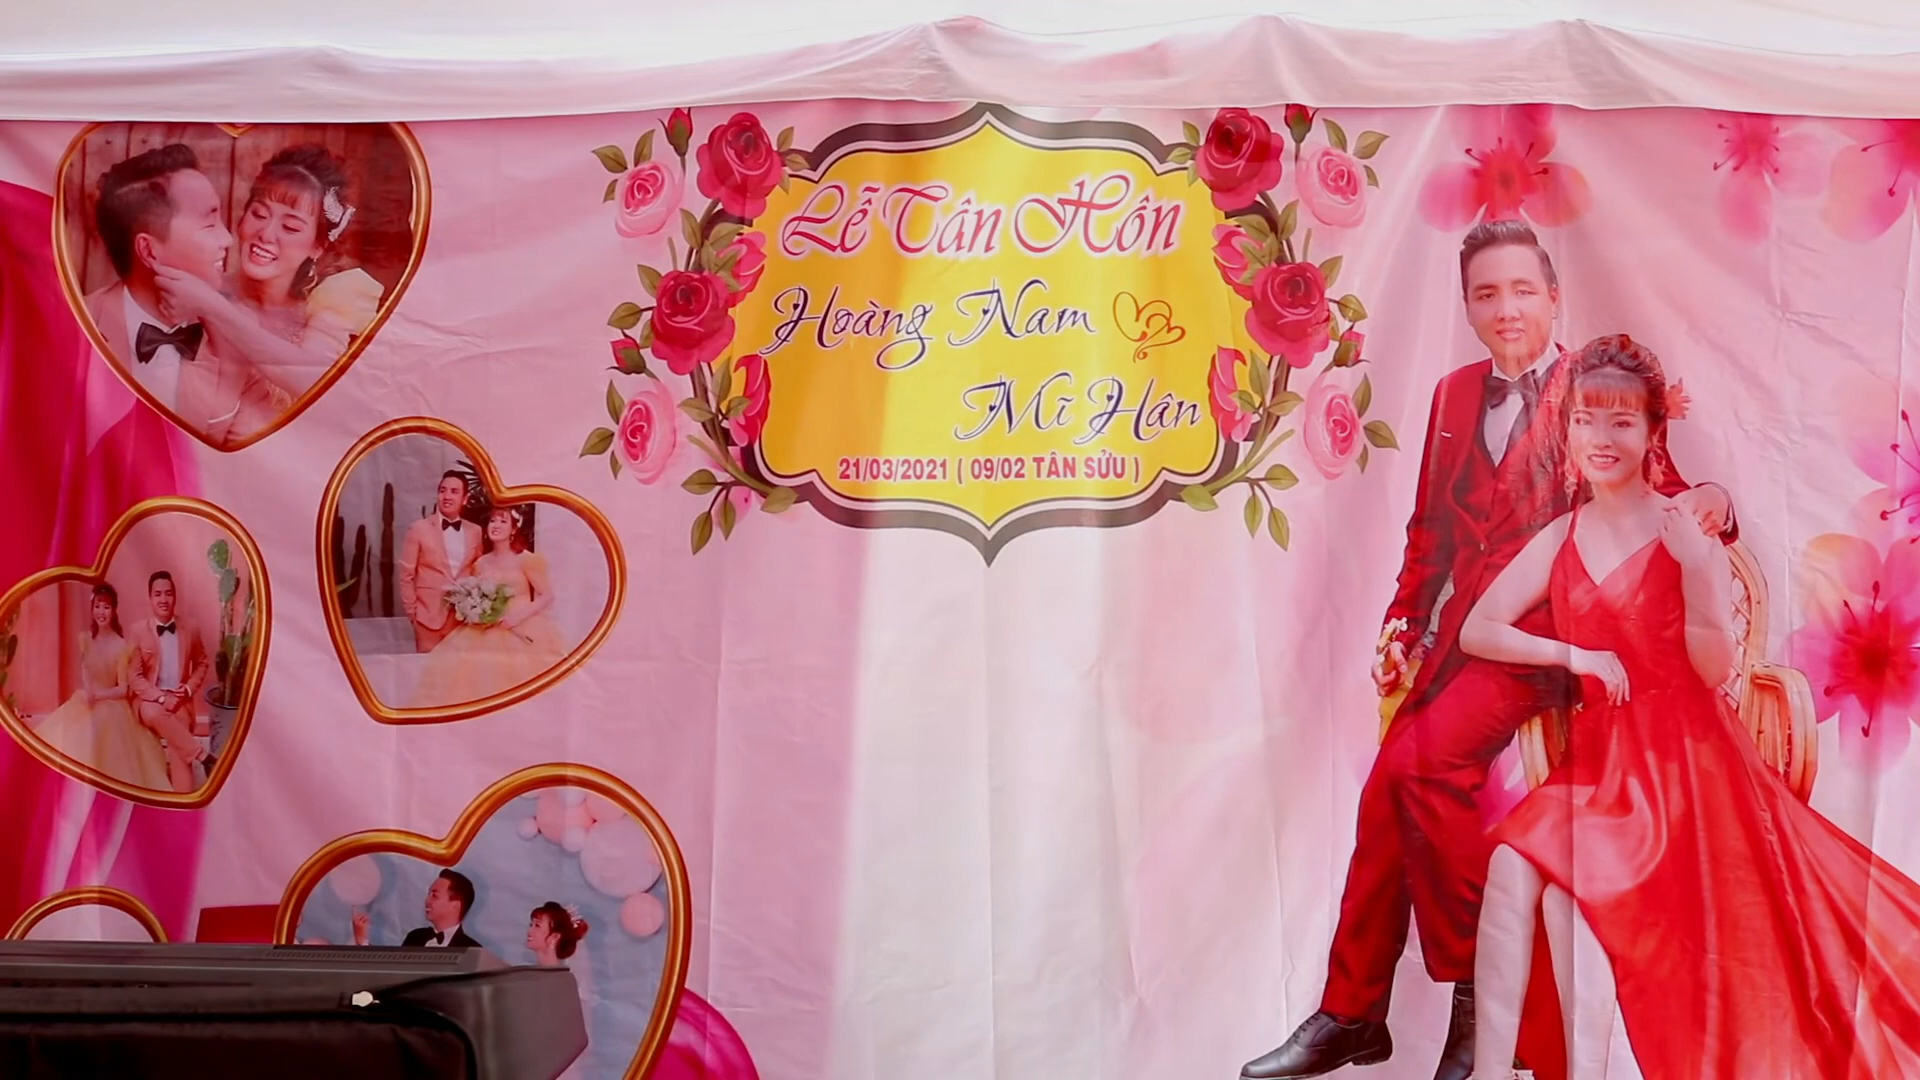 Lễ Tân Hôn
Hoàng Nam
Mĩ Hân
21/03/2021 ( 09/02 TÂN SỬU )